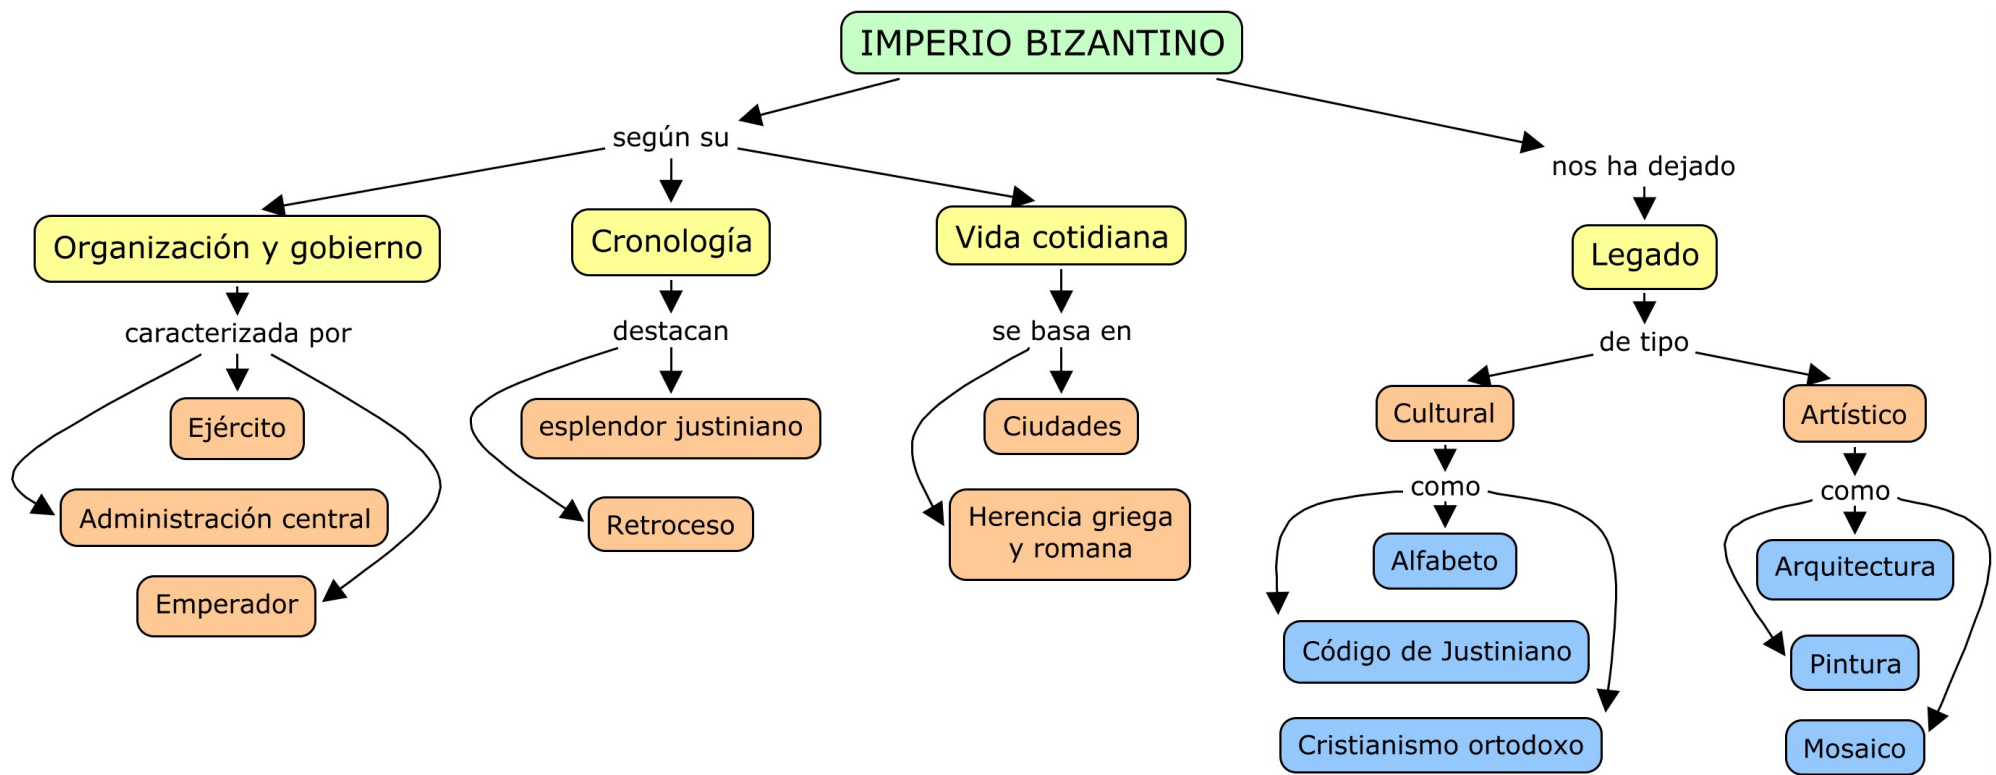 IMPERIO BIZANTINO
según su
nos ha dejado
Organización y gobierno
Cronología
Vida cotidiana
Legado
caracterizada por
destacan
se basa en
de tipo
Ejército
esplendor justiniano
Ciudades
Cultural
Artístico
Administración central
Retroceso
Herencia griega
y romana
como
como
Emperador
Alfabeto
Arquitectura
Código de Justiniano
Pintura
Cristianismo ortodoxo
Mosaico